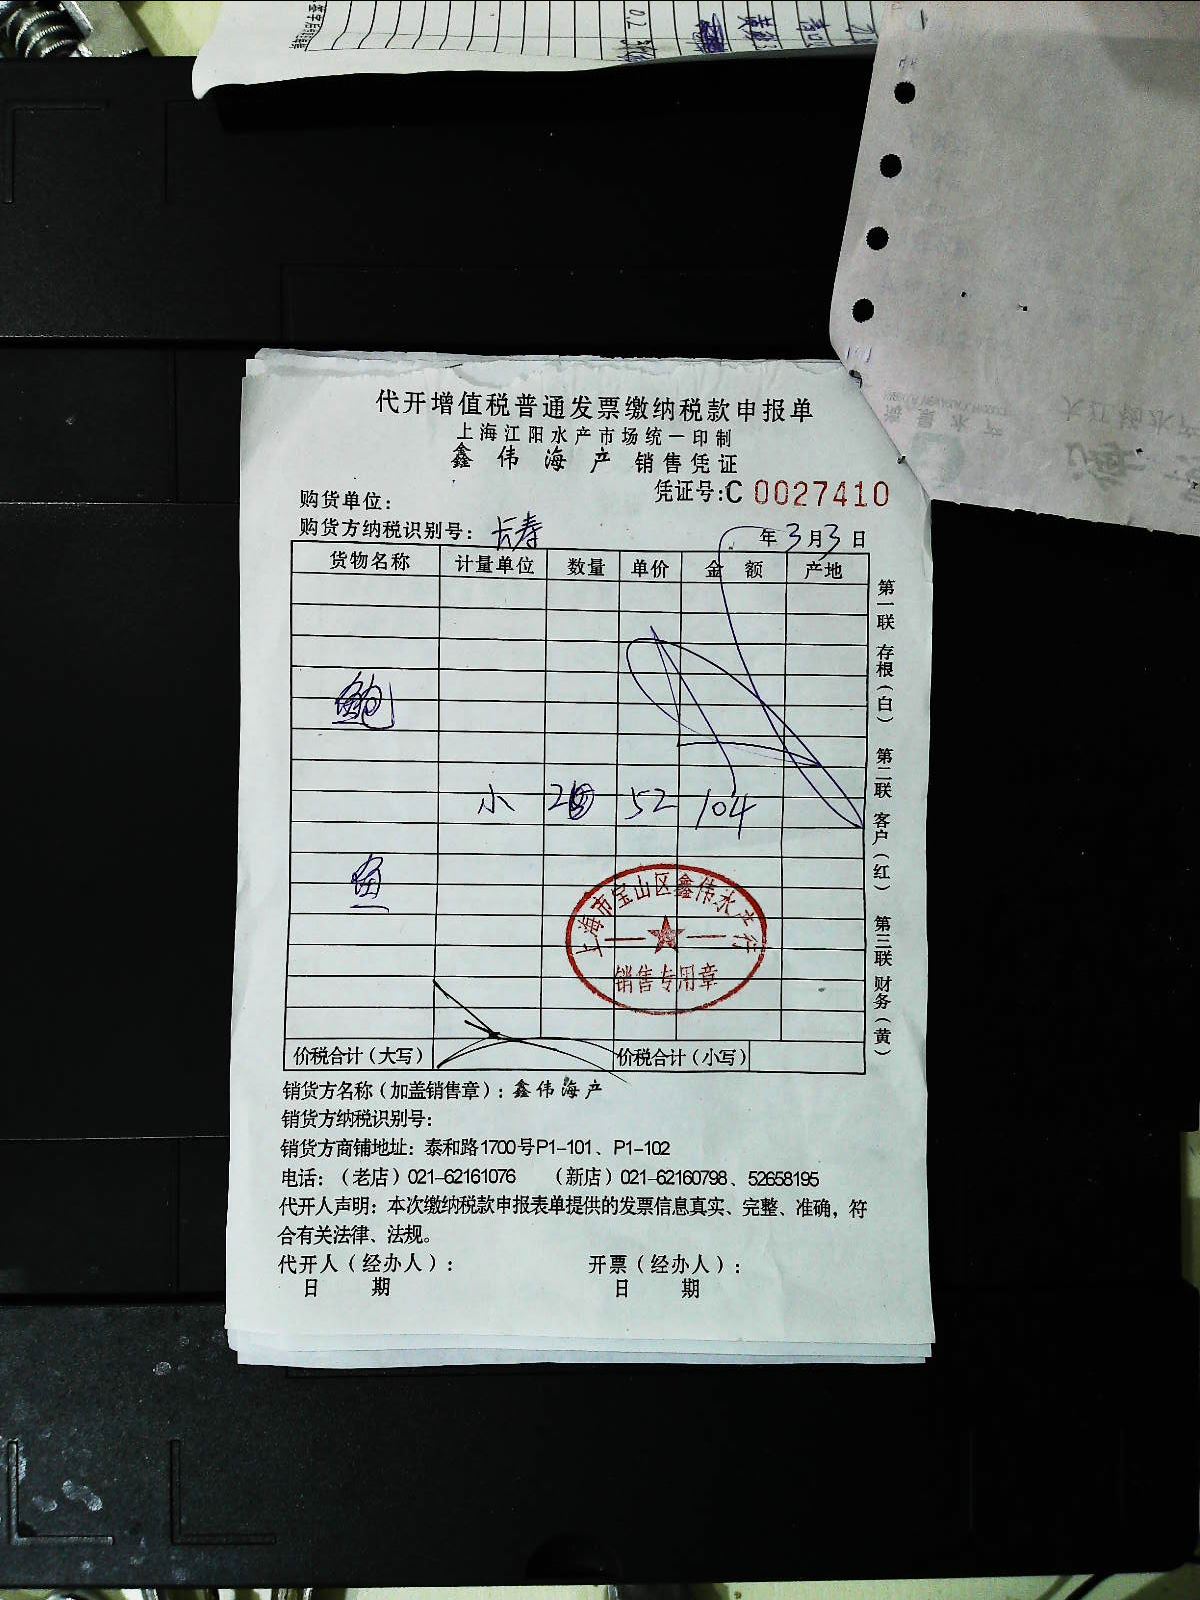 代开增值税普通发票缴纳税款申报单
上海江阳水产市场统一印制
鑫伟海产 销售凭证
凭证号:C 0027410
购货单位:
购货方纳税识别号: 长寿
年3月3日
货物名称 计量单位 数量 单价 金额 产地
鲍
小 2 52 104
鱼
上海市宝山区鑫伟水产行
销售专用章
价税合计（大写） 价税合计（小写）
第一联 存根（白） 第二联 客户（红） 第三联 财务（黄）
销货方名称（加盖销售章）: 鑫伟海产
销货方纳税识别号:
销货方商铺地址: 泰和路1700号P1-101、P1-102
电话: （老店）021-62161076 （新店）021-62160798、52658195
代开人声明: 本次缴纳税款申报表单提供的发票信息真实、完整、准确，符
合有关法律、法规。
代开人（经办人）: 开票（经办人）:
日 期 日 期